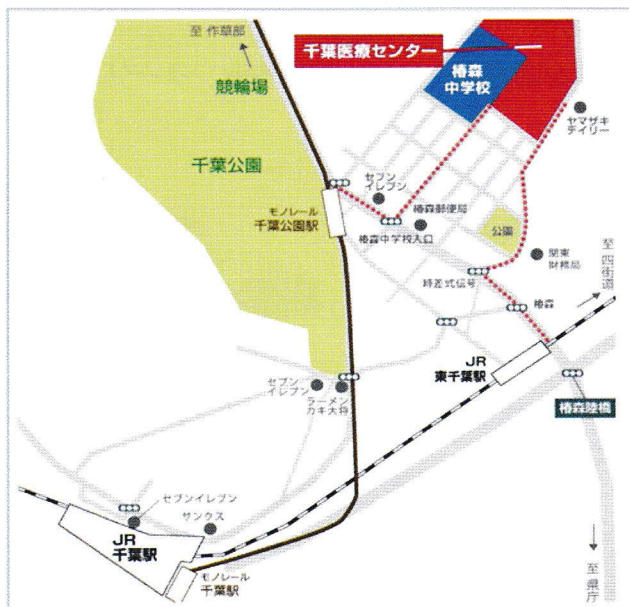 至 作草部
千葉医療センター
椿森
中学校
競輪場
ヤマザキ
デイリー
千葉公園
セブン
イレブン
椿森郵便局
モノレール
千葉公園駅
椿森中学校入口
公園
関東
財務局
至 四街道
時差式信号
椿森
JR
東千葉駅
セブン
イレブン
ラーメン
ガキ大将
椿森陸橋
セブンイレブン
サンクス
JR
千葉駅
モノレール
千葉駅
至 県庁